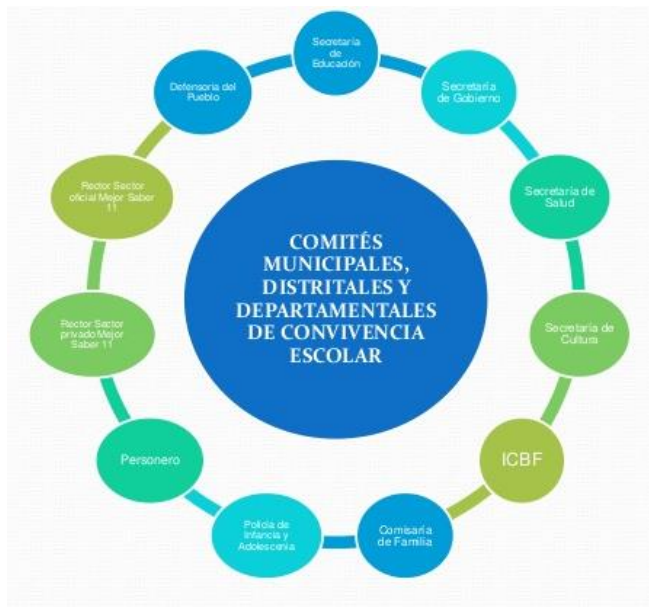 Secretaría
de
Educación
Secretaría
de Gobierno
Secretaría de
Salud
Secretaría de
Cultura
ICBF
Comisaría
de Familia
Policía de
Infancia y
Adolescenia
Personero
Rector Sector
privado Mejor
Saber 11
Rector Sector
oficial Mejor Saber
11
Defensoría del
Pueblo
COMITÉS
MUNICIPALES,
DISTRITALES Y
DEPARTAMENTALES
DE CONVIVENCIA
ESCOLAR